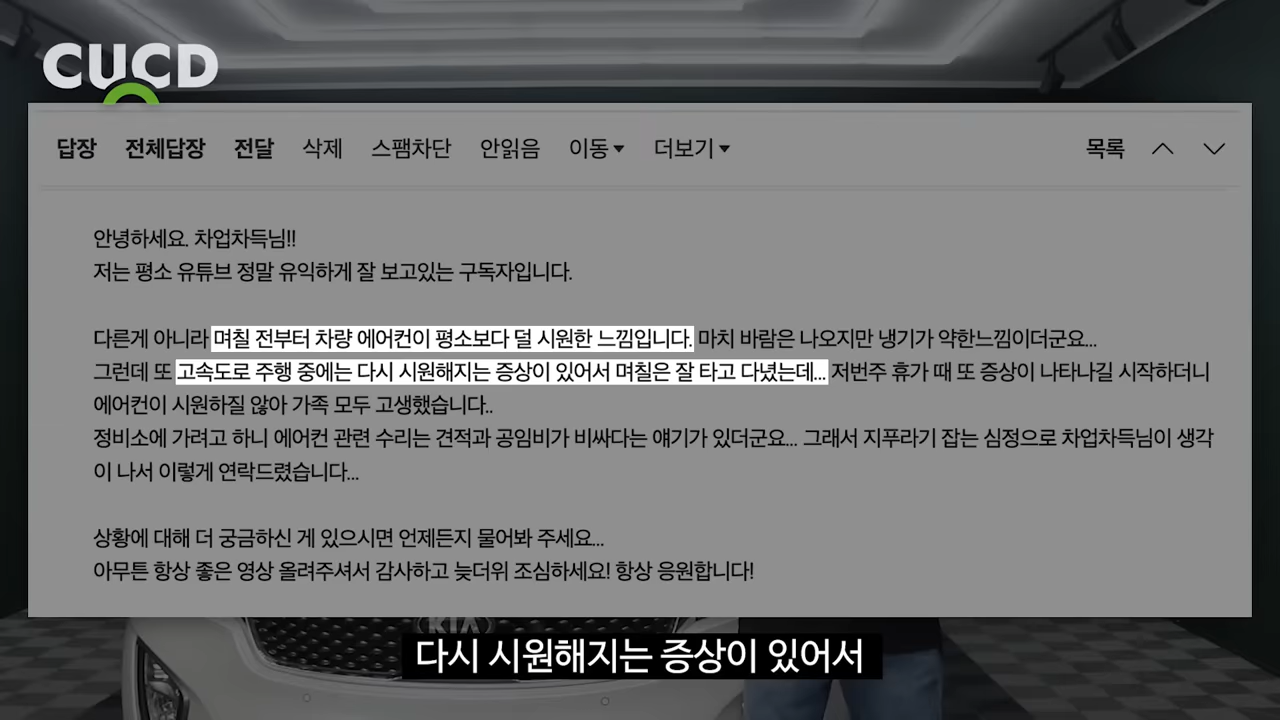 CUCD
답장 전체답장 전달 삭제 스팸차단 안읽음 이동 더보기 목록
안녕하세요. 차업차득님!!
저는 평소 유튜브 정말 유익하게 잘 보고있는 구독자입니다.
다른게 아니라 며칠 전부터 차량 에어컨이 평소보다 덜 시원한 느낌입니다. 마치 바람은 나오지만 냉기가 약한느낌이더군요...
그런데 또 고속도로 주행 중에는 다시 시원해지는 증상이 있어서 며칠은 잘 타고 다녔는데... 저번주 휴가 때 또 증상이 나타나길 시작하더니
에어컨이 시원하질 않아 가족 모두 고생했습니다..
정비소에 가려고 하니 에어컨 관련 수리는 견적과 공임비가 비싸다는 얘기가 있더군요... 그래서 지푸라기 잡는 심정으로 차업차득님이 생각
이 나서 이렇게 연락드렸습니다...
상황에 대해 더 궁금하신 게 있으시면 언제든지 물어봐 주세요...
아무튼 항상 좋은 영상 올려주셔서 감사하고 늦더위 조심하세요! 항상 응원합니다!
KIA
다시 시원해지는 증상이 있어서